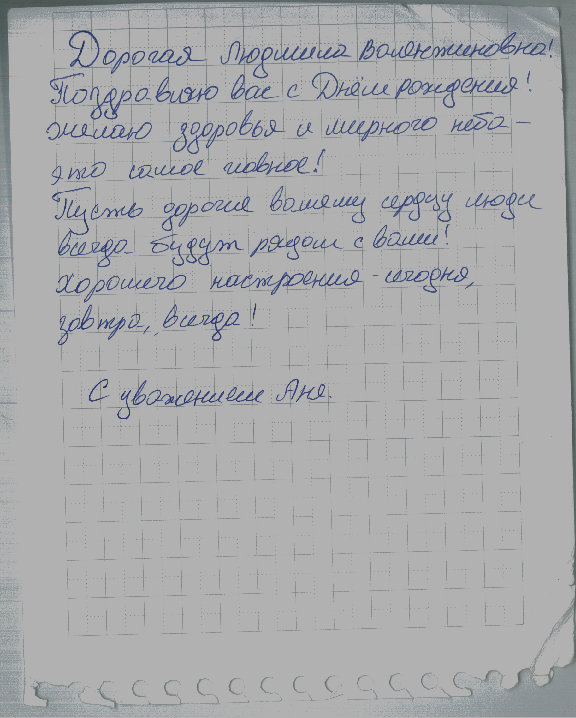 Дорогая Людмила Валентиновна!
Поздравляю вас с Днём рождения!
Желаю здоровья и мирного неба -
это самое главное!
Пусть дорогие вашему сердцу люди
всегда будут рядом с вами!
Хорошего настроения - сегодня,
завтра, всегда!
С уважением Аня.